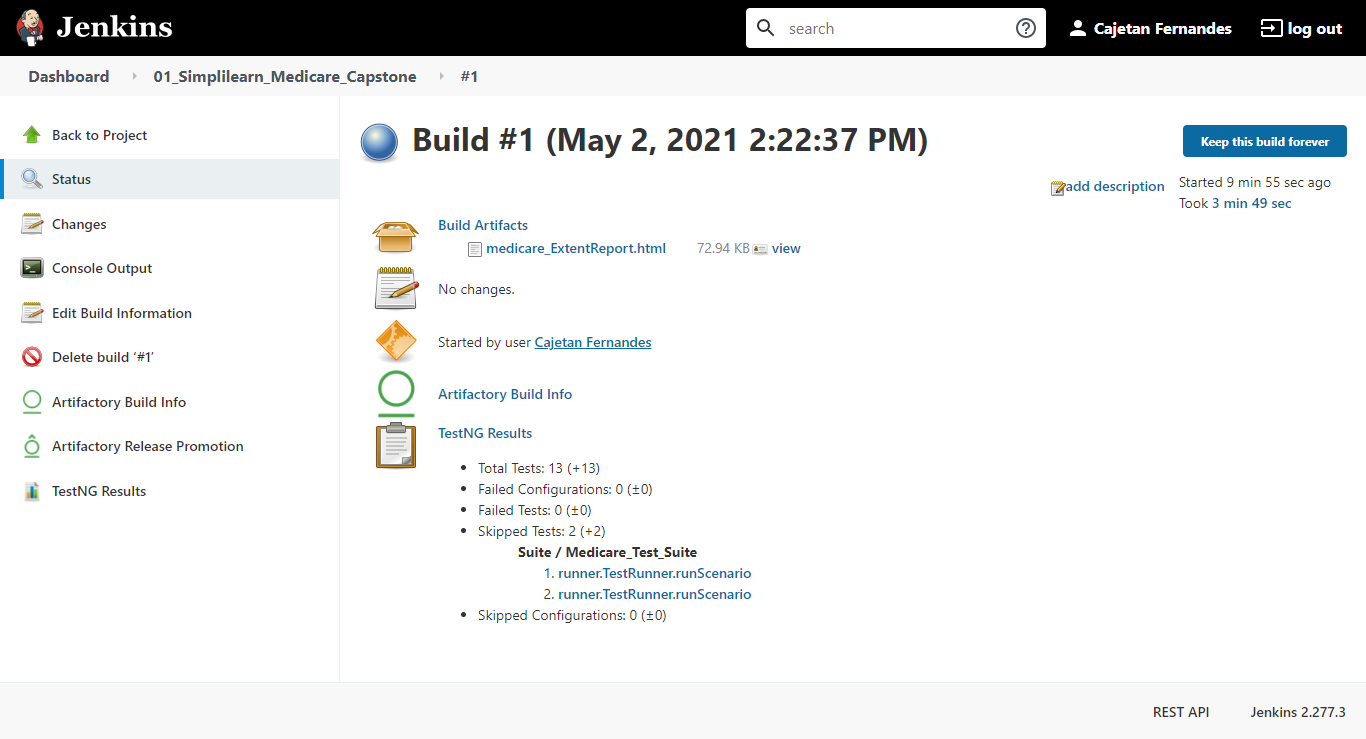 Jenkins
search
Cajetan Fernandes
log out
Dashboard
01_Simplilearn_Medicare_Capstone
#1
Back to Project
Status
Changes
Console Output
Edit Build Information
Delete build ‘#1’
Artifactory Build Info
Artifactory Release Promotion
TestNG Results
Build #1 (May 2, 2021 2:22:37 PM)
Keep this build forever
add description
Started 9 min 55 sec ago
Took 3 min 49 sec
Build Artifacts
medicare_ExtentReport.html 72.94 KB view
No changes.
Started by user Cajetan Fernandes
Artifactory Build Info
TestNG Results
Total Tests: 13 (+13)
Failed Configurations: 0 (±0)
Failed Tests: 0 (±0)
Skipped Tests: 2 (+2)
Suite / Medicare_Test_Suite
1. runner.TestRunner.runScenario
2. runner.TestRunner.runScenario
Skipped Configurations: 0 (±0)
REST API
Jenkins 2.277.3